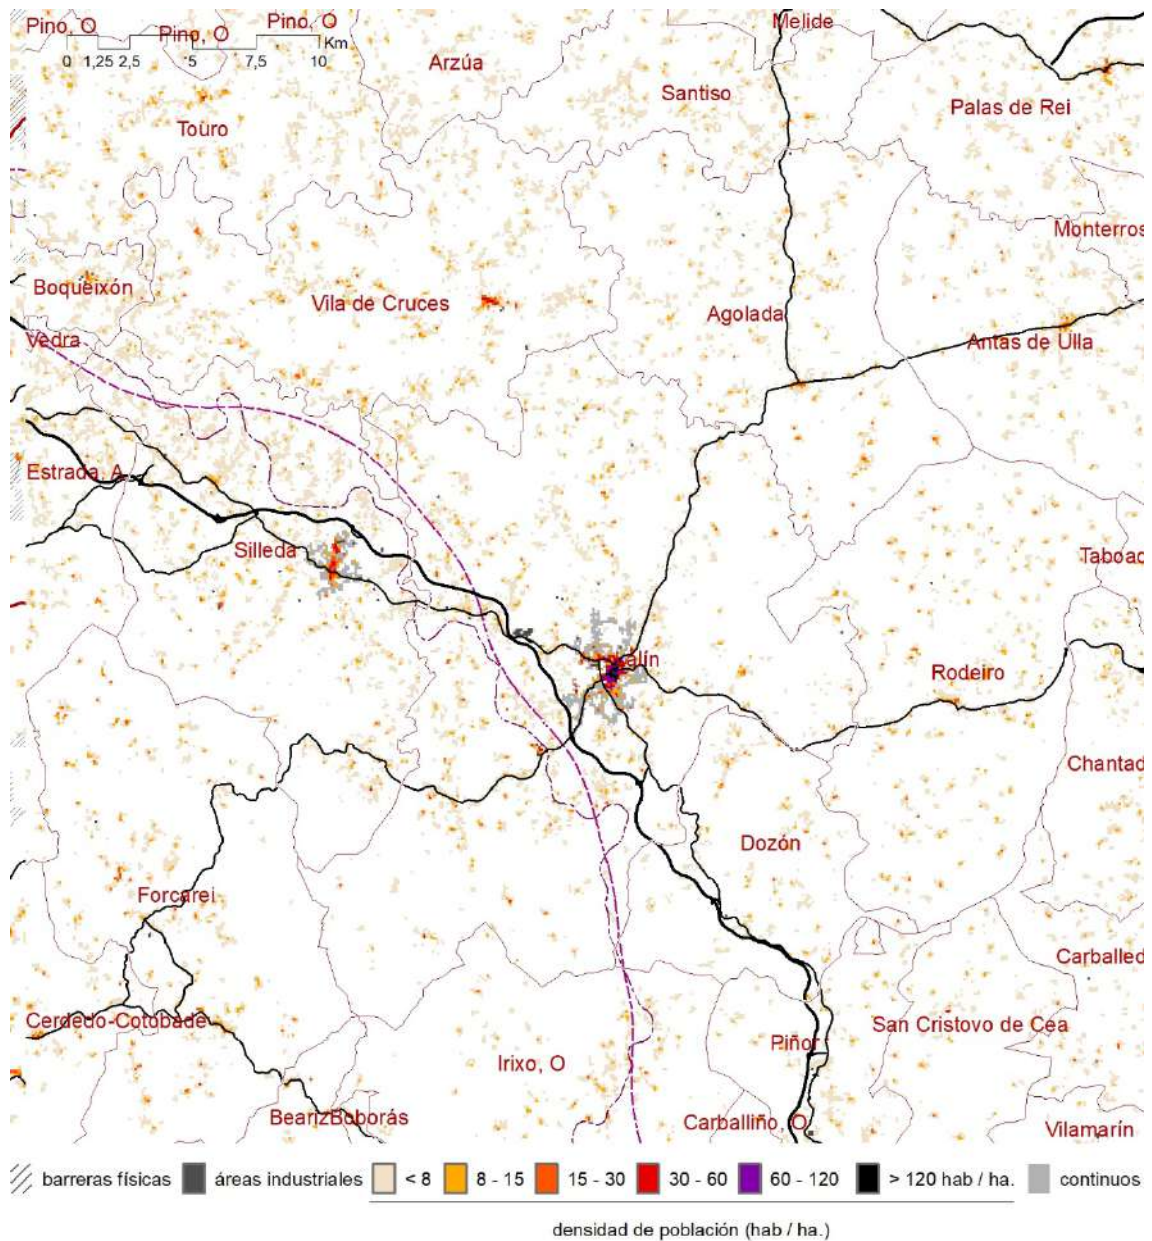 Pino, O
Pino, O
Pino, O
Melide
Km
0 1,25 2,5 5 7,5 10
Arzúa
Santiso
Palas de Rei
Touro
Monterros
Boqueixón
Vila de Cruces
Agolada
Vedra
Antas de Ulla
Estrada, A
Silleda
Taboad
Lalín
Rodeiro
Chantad
Dozón
Forcarei
Carballed
Cerdedo-Cotobade
San Cristovo de Cea
Piñor
Irixo, O
Beariz
Boborás
Carballiño, O
Vilamarín
barreras físicas áreas industriales < 8 8 - 15 15 - 30 30 - 60 60 - 120 > 120 hab / ha. continuos
densidad de población (hab / ha.)